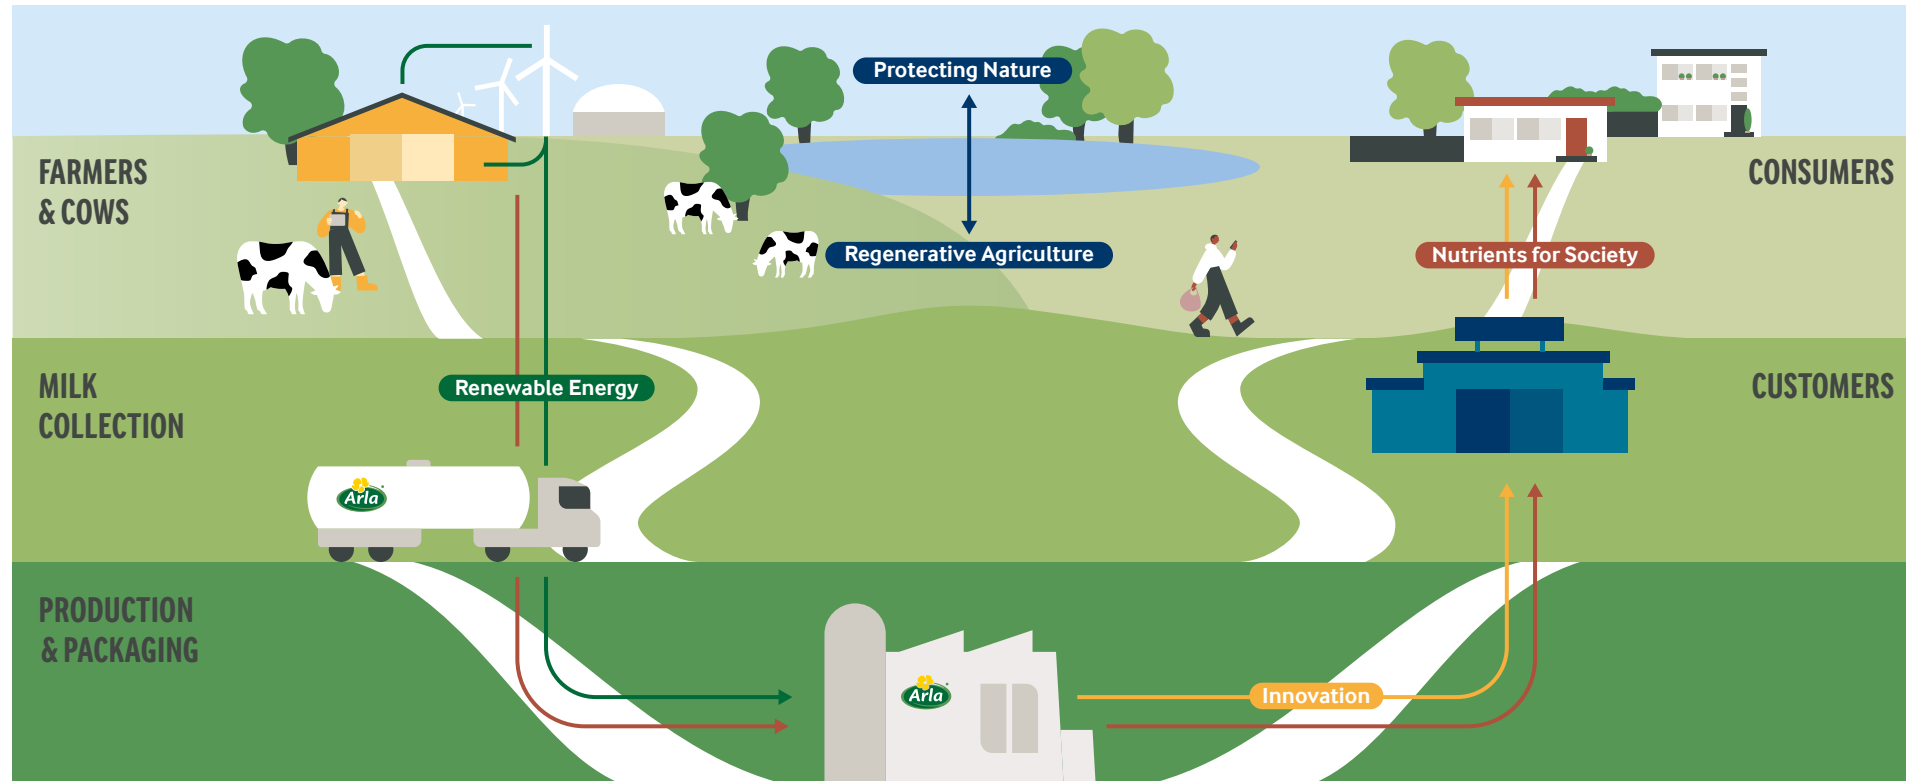 Protecting Nature
FARMERS
& COWS
CONSUMERS
Regenerative Agriculture
Nutrients for Society
MILK
COLLECTION
Renewable Energy
CUSTOMERS
Arla
PRODUCTION
& PACKAGING
Arla
Innovation